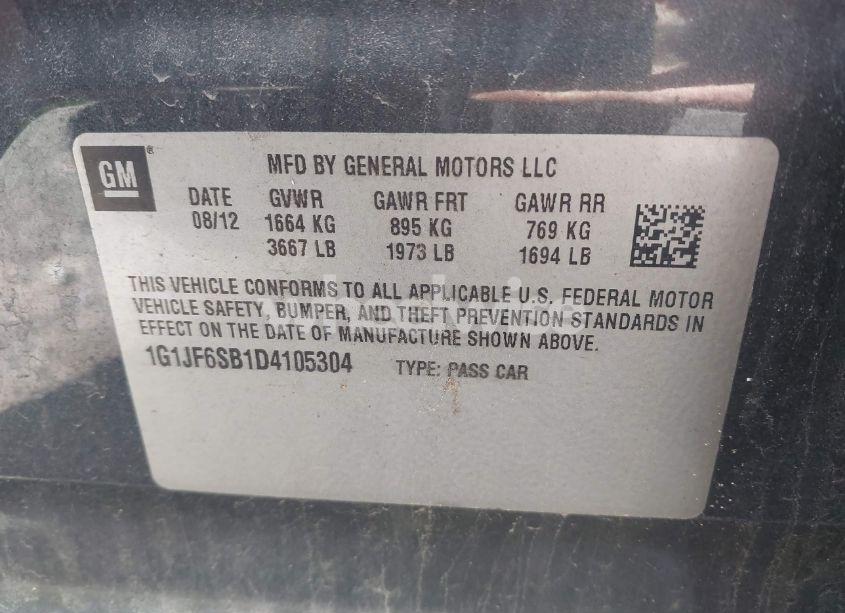 GM ®
MFD BY GENERAL MOTORS LLC
DATE GVWR GAWR FRT GAWR RR
08/12 1664 KG 895 KG 769 KG
3667 LB 1973 LB 1694 LB
THIS VEHICLE CONFORMS TO ALL APPLICABLE U.S. FEDERAL MOTOR
VEHICLE SAFETY, BUMPER, AND THEFT PREVENTION STANDARDS IN
EFFECT ON THE DATE OF MANUFACTURE SHOWN ABOVE.
1G1JF6SB1D4105304 TYPE: PASS CAR